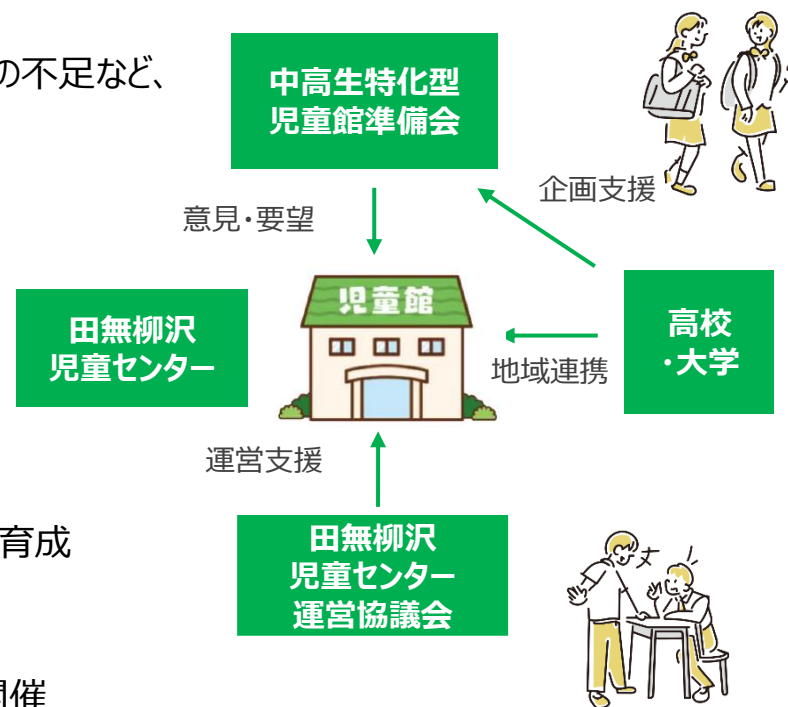 の不足など、
中高生特化型
児童館準備会
企画支援
意見・要望
児童館
田無柳沢
児童センター
高校
・大学
地域連携
運営支援
育成
田無柳沢
児童センター
運営協議会
開催